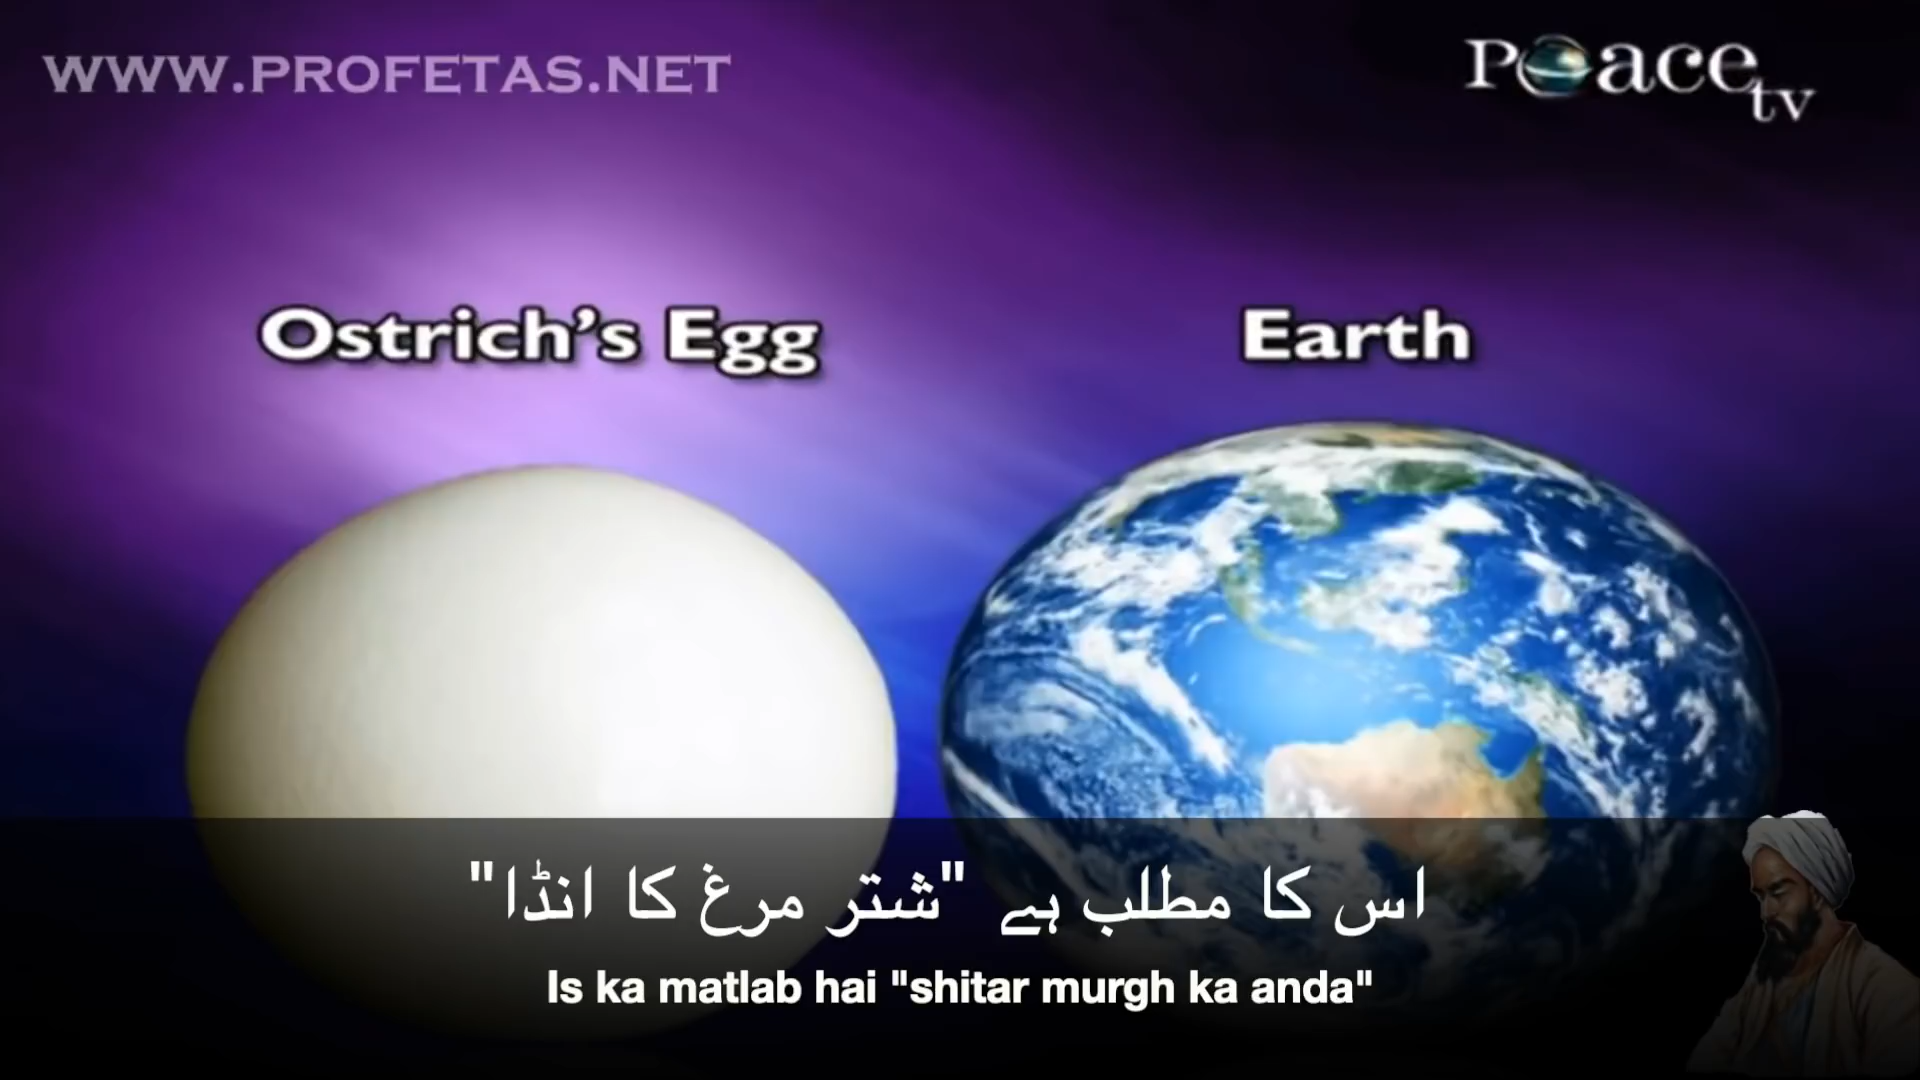 WWW.PROFETAS.NET
Peace tv
Ostrich's Egg
Earth
اس کا مطلب ہے "شتر مرغ کا انڈا"
Is ka matlab hai "shitar murgh ka anda"